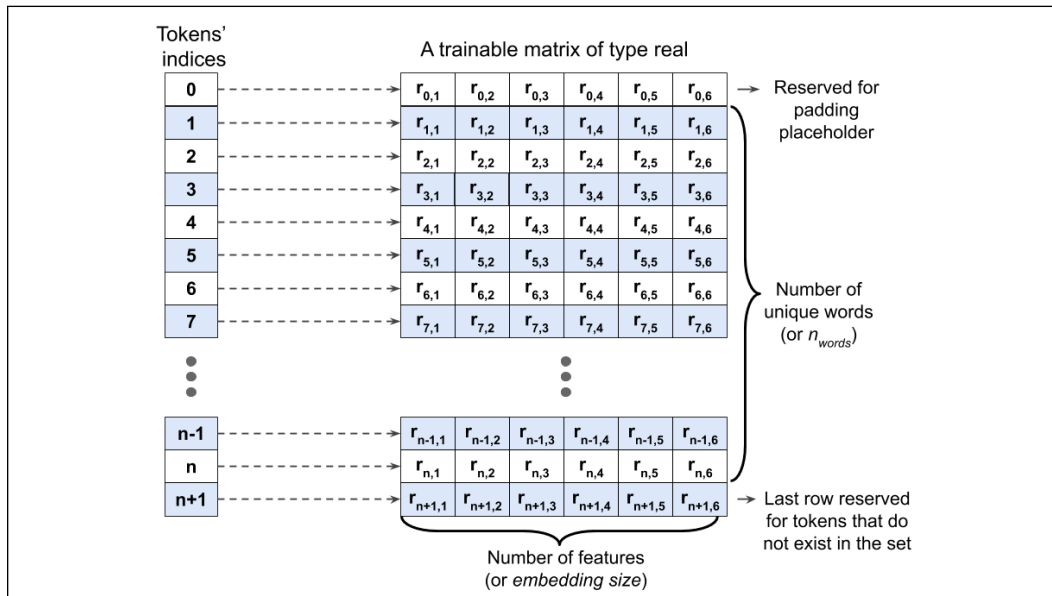 Tokens'
indices
A trainable matrix of type real
0 r0,1 r0,2 r0,3 r0,4 r0,5 r0,6
Reserved for
padding
placeholder
1 r1,1 r1,2 r1,3 r1,4 r1,5 r1,6
2 r2,1 r2,2 r2,3 r2,4 r2,5 r2,6
3 r3,1 r3,2 r3,3 r3,4 r3,5 r3,6
4 r4,1 r4,2 r4,3 r4,4 r4,5 r4,6
5 r5,1 r5,2 r5,3 r5,4 r5,5 r5,6
6 r6,1 r6,2 r6,3 r6,4 r6,5 r6,6
7 r7,1 r7,2 r7,3 r7,4 r7,5 r7,6
Number of
unique words
(or nwords)
n-1 rn-1,1 rn-1,2 rn-1,3 rn-1,4 rn-1,5 rn-1,6
n rn,1 rn,2 rn,3 rn,4 rn,5 rn,6
n+1 rn+1,1 rn+1,2 rn+1,3 rn+1,4 rn+1,5 rn+1,6
Last row reserved
for tokens that do
not exist in the set
Number of features
(or embedding size)